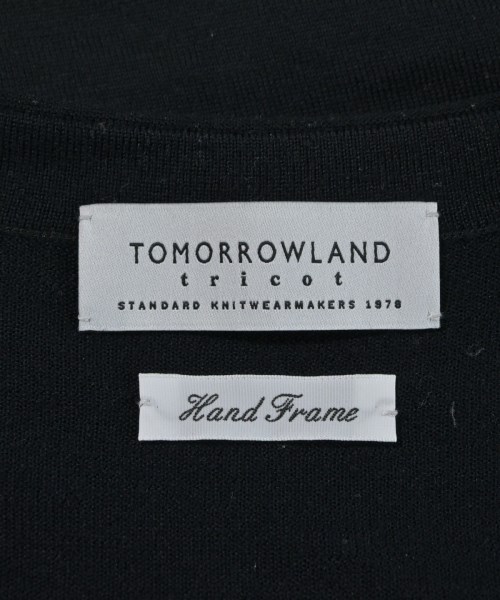 TOMORROWLAND
tricot
STANDARD KNITWEARMAKERS 1978
Hand Frame